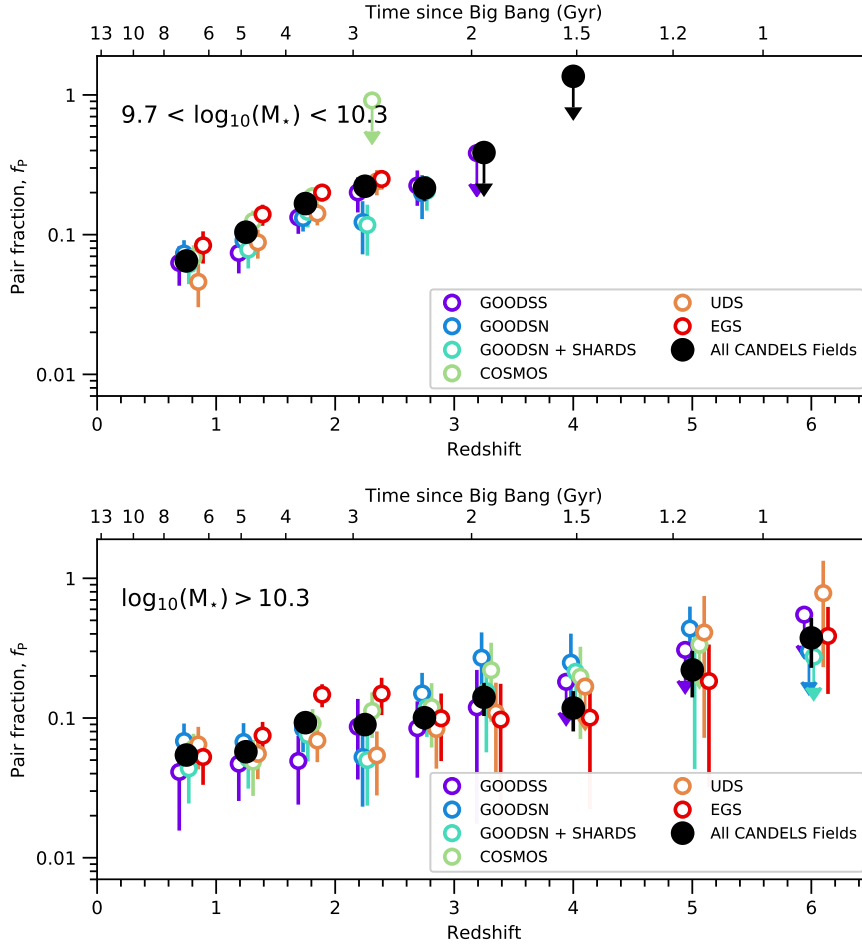 Time since Big Bang (Gyr)
13 10 8 6 5 4 3 2 1.5 1.2 1
9.7 < log10(M⋆) < 10.3
1
0.1
0.01
Pair fraction, fP
GOODSS
GOODSN
GOODSN + SHARDS
COSMOS
UDS
EGS
All CANDELS Fields
0 1 2 3 4 5 6
Redshift
Time since Big Bang (Gyr)
13 10 8 6 5 4 3 2 1.5 1.2 1
log10(M⋆) > 10.3
1
0.1
0.01
Pair fraction, fP
GOODSS
GOODSN
GOODSN + SHARDS
COSMOS
UDS
EGS
All CANDELS Fields
0 1 2 3 4 5 6
Redshift